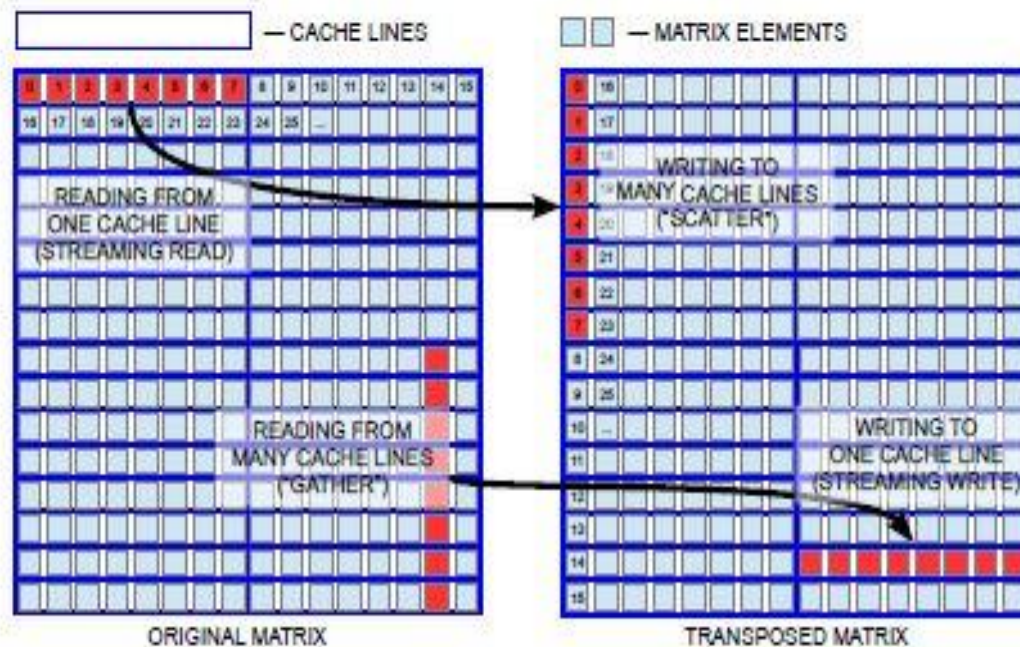 — CACHE LINES
— MATRIX ELEMENTS
0 1 2 3 4 5 6 7 8 9 10 11 12 13 14 15
16 17 18 19 20 21 22 23 24 25 ...
READING FROM
ONE CACHE LINE
(STREAMING READ)
READING FROM
MANY CACHE LINES
("GATHER")
ORIGINAL MATRIX
0 16
1 17
2 18
3 19
4 20
5 21
6 22
7 23
8 24
9 25
10 ...
11
12
13
14
15
WRITING TO
MANY CACHE LINES
("SCATTER")
WRITING TO
ONE CACHE LINE
(STREAMING WRITE)
TRANSPOSED MATRIX